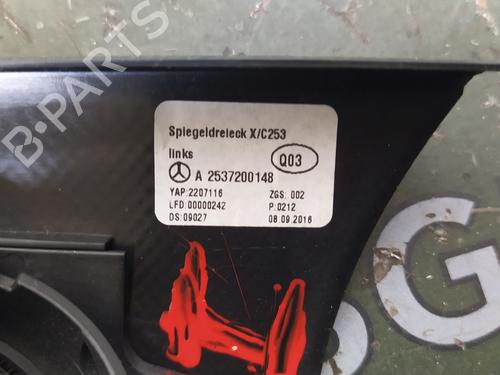 B-PARTS
Spiegeldreieck X/C253
links
Q03
A 2537200148
YAP:2207116 ZGS: 002
LFD:00000242 P:0212
DS:09027 08.09.2016